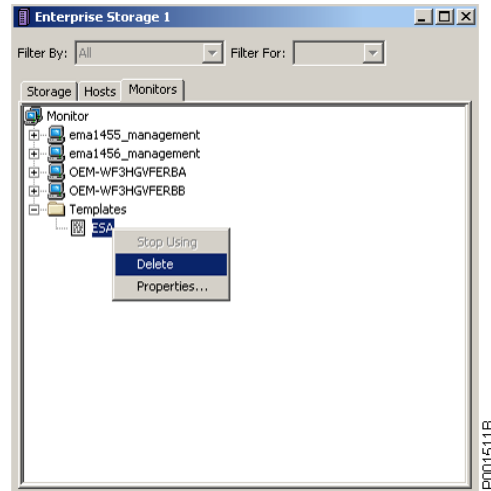 Enterprise Storage 1
Filter By: All Filter For:
Storage Hosts Monitors
Monitor
ema1455_management
ema1456_management
OEM-WF3HGVFERBA
OEM-WF3HGVFERBB
Templates
ESA
Stop Using
Delete
Properties...
P001511B